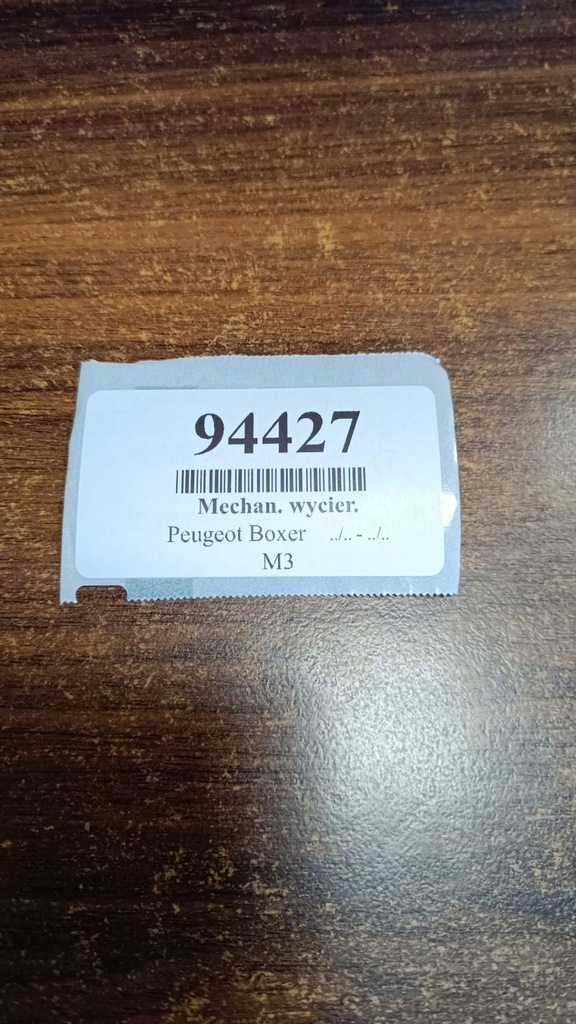 94427
Mechan. wycier.
Peugeot Boxer ../.. - ../..
M3